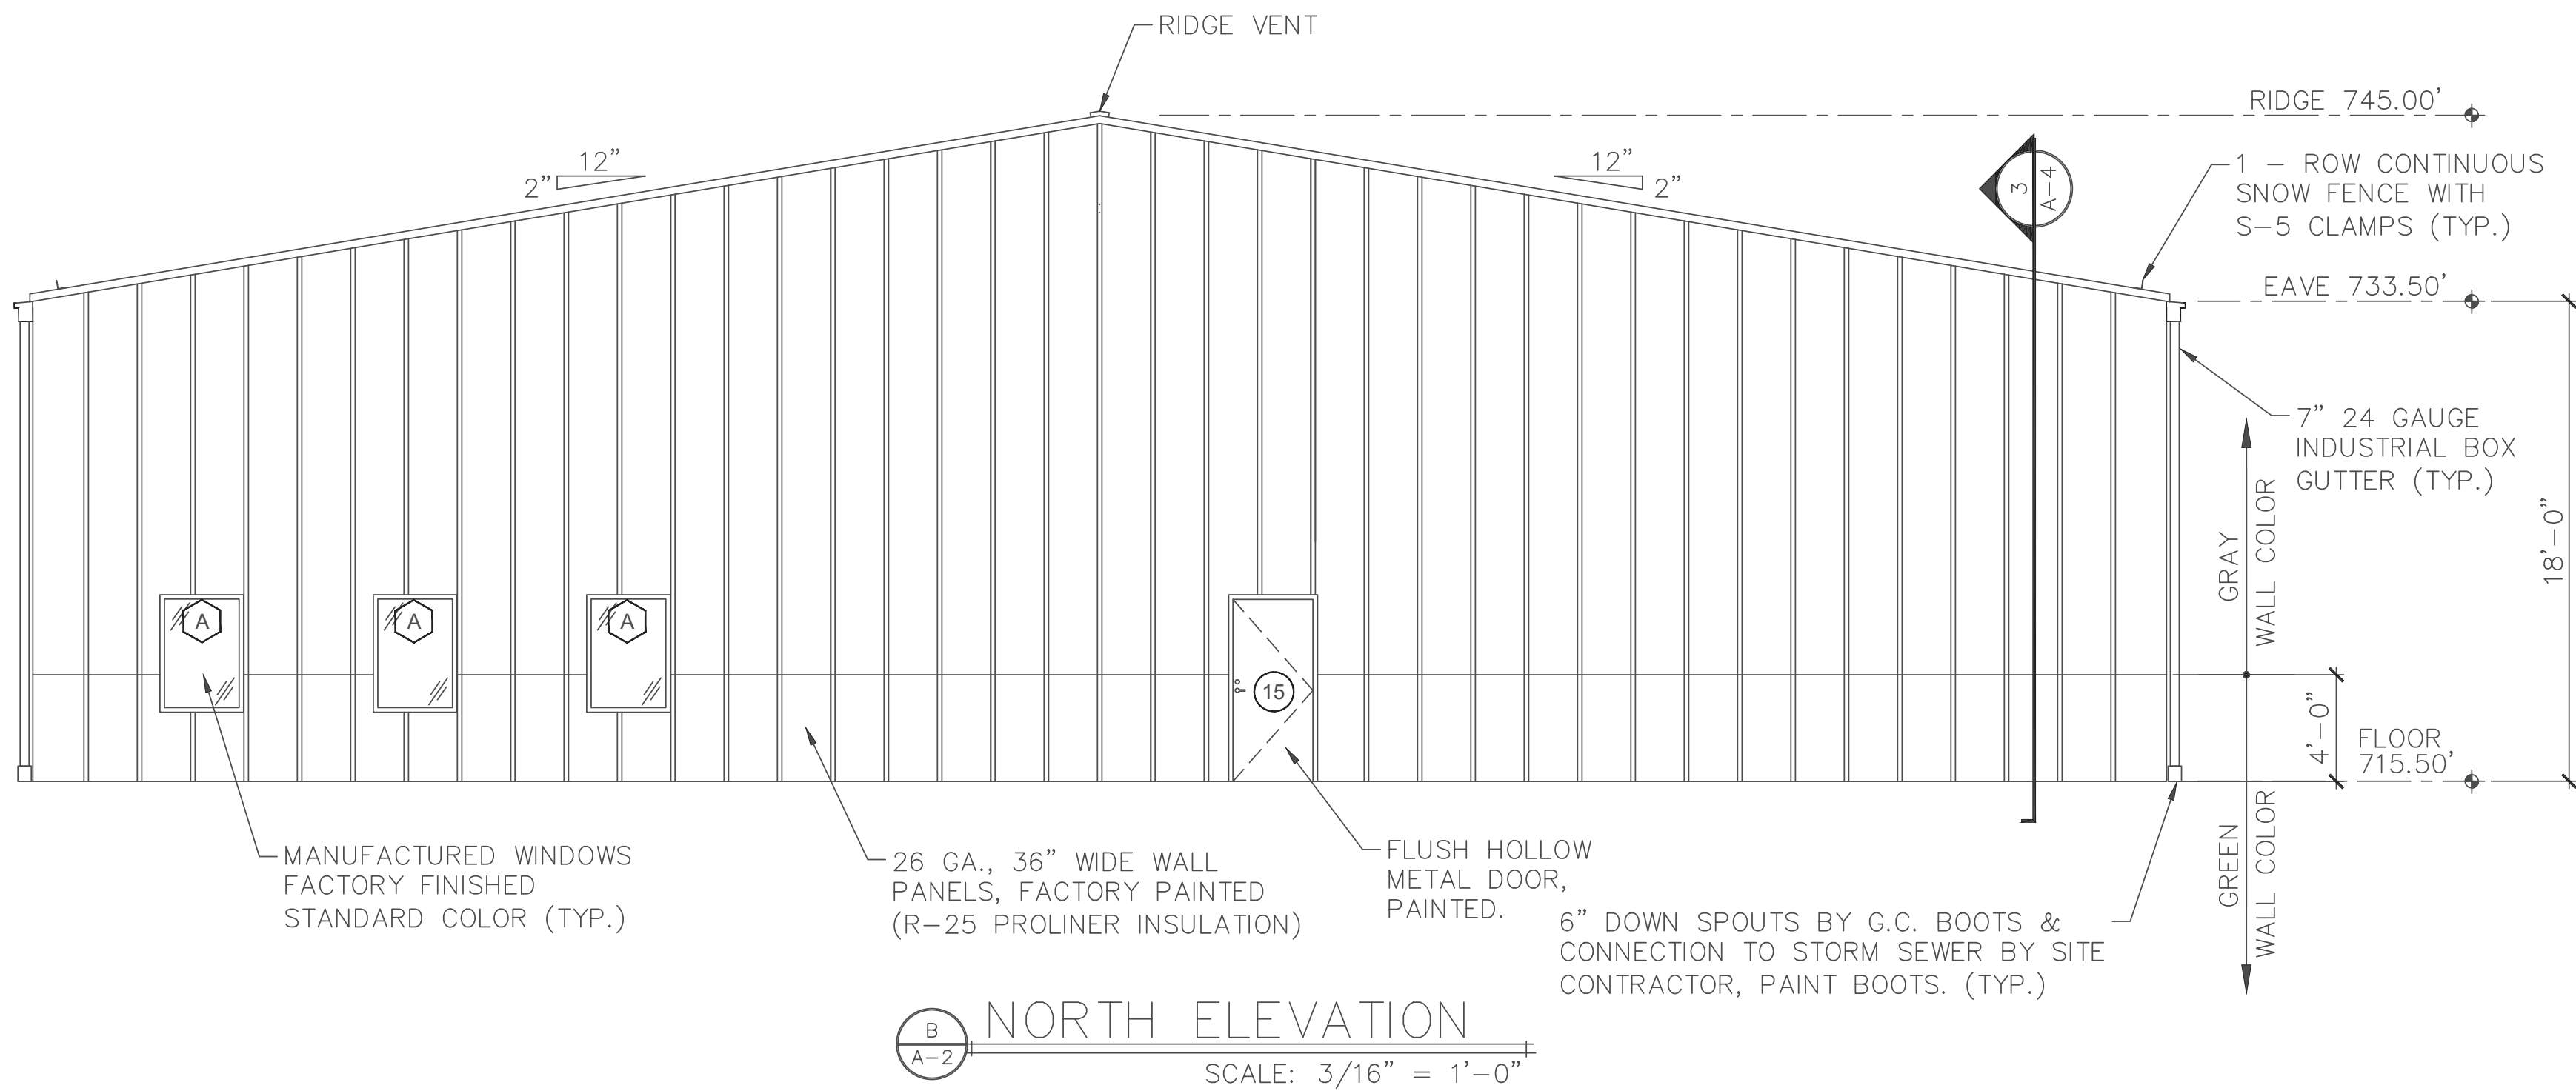 RIDGE VENT
RIDGE 745.00’
12”
2”
12”
2”
3
A–4
1 – ROW CONTINUOUS
SNOW FENCE WITH
S–5 CLAMPS (TYP.)
EAVE 733.50’
7” 24 GAUGE
INDUSTRIAL BOX
GUTTER (TYP.)
GRAY
WALL COLOR
18’–0”
A
A
A
15
4’–0”
FLOOR
715.50’
GREEN
WALL COLOR
MANUFACTURED WINDOWS
FACTORY FINISHED
STANDARD COLOR (TYP.)
26 GA., 36” WIDE WALL
PANELS, FACTORY PAINTED
(R–25 PROLINER INSULATION)
FLUSH HOLLOW
METAL DOOR,
PAINTED.
6” DOWN SPOUTS BY G.C. BOOTS &
CONNECTION TO STORM SEWER BY SITE
CONTRACTOR, PAINT BOOTS. (TYP.)
B
A–2
NORTH ELEVATION
SCALE: 3/16” = 1’–0”